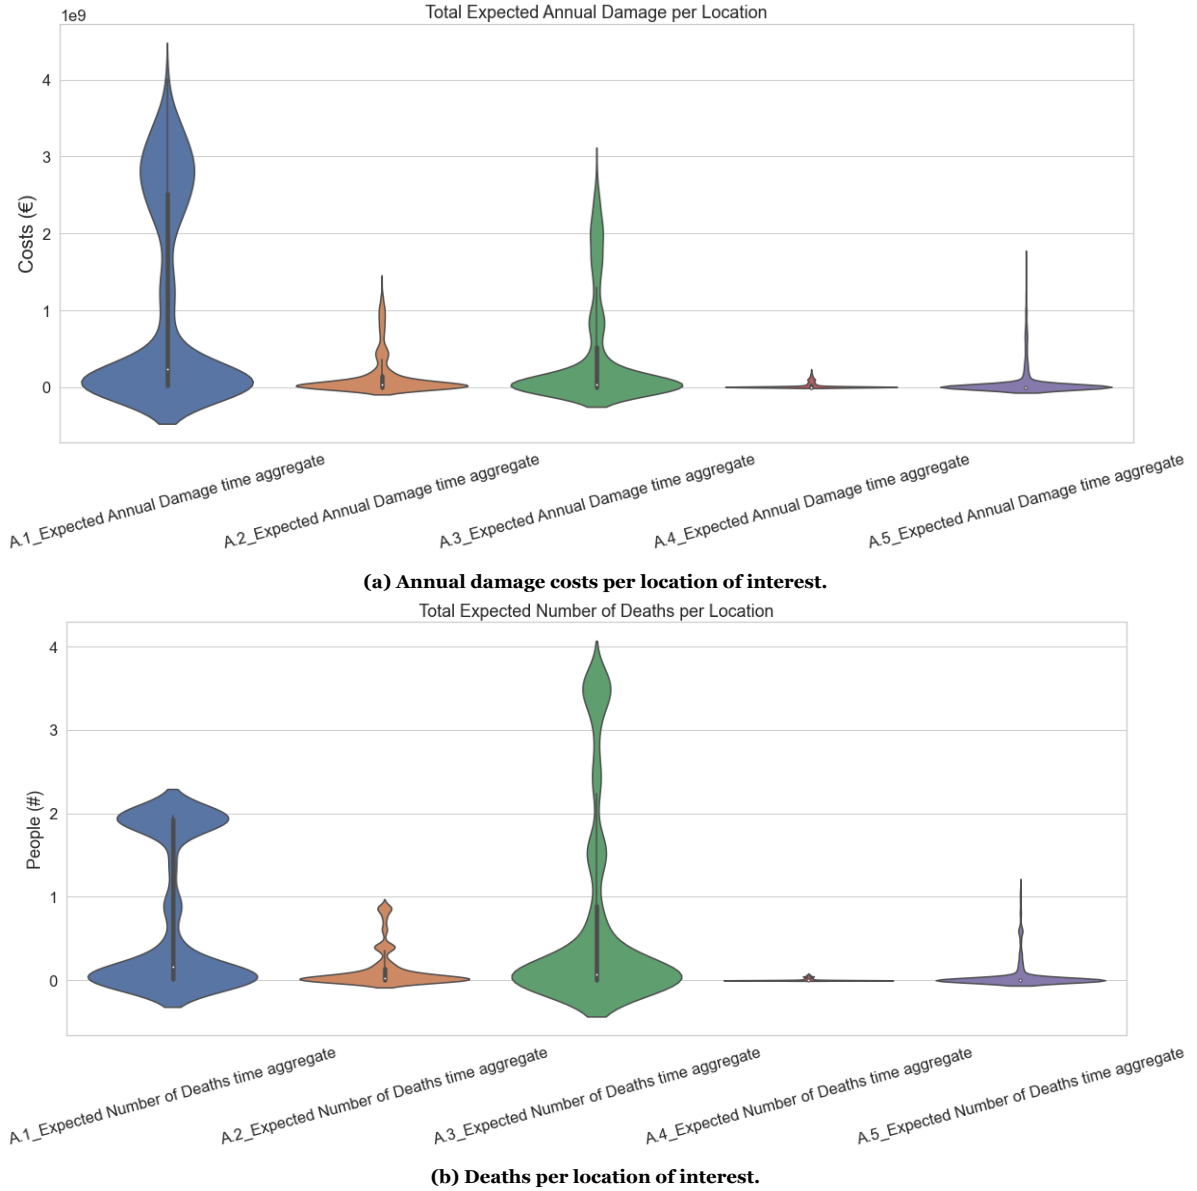 Total Expected Annual Damage per Location
1e9
4
3
2
1
0
Costs (€)
A.1_Expected Annual Damage time aggregate
A.2_Expected Annual Damage time aggregate
A.3_Expected Annual Damage time aggregate
A.4_Expected Annual Damage time aggregate
A.5_Expected Annual Damage time aggregate
(a) Annual damage costs per location of interest.
Total Expected Number of Deaths per Location
4
3
2
1
0
People (#)
A.1_Expected Number of Deaths time aggregate
A.2_Expected Number of Deaths time aggregate
A.3_Expected Number of Deaths time aggregate
A.4_Expected Number of Deaths time aggregate
A.5_Expected Number of Deaths time aggregate
(b) Deaths per location of interest.